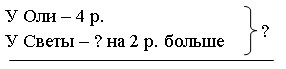 У Оли – 4 р.
У Светы – ? на 2 р. больше
?